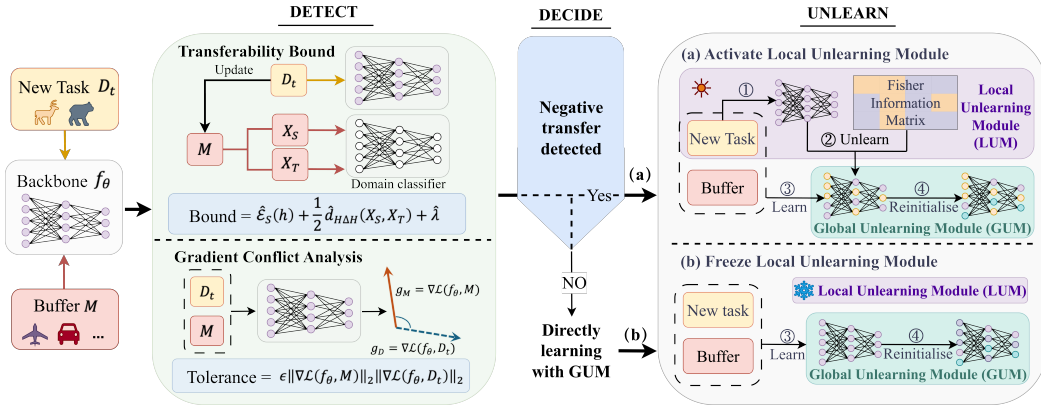 DETECT
DECIDE
UNLEARN
New Task D_t
Backbone f_θ
Buffer M
...
Transferability Bound
Update
D_t
M
X_S
X_T
Domain classifier
Bound = ε̂_S(h) + 1/2 d̂_{HΔH}(X_S, X_T) + λ̂
Gradient Conflict Analysis
D_t
M
g_M = ∇ℒ(f_θ, M)
g_D = ∇ℒ(f_θ, D_t)
Tolerance = ϵ‖∇ℒ(f_θ, M)‖₂‖∇ℒ(f_θ, D_t)‖₂
Negative
transfer
detected
Yes
(a)
NO
Directly
learning
with GUM
(b)
(a) Activate Local Unlearning Module
①
Fisher
Information
Matrix
Local
Unlearning
Module
(LUM)
New Task
② Unlearn
Buffer
③
Learn
④
Reinitialise
Global Unlearning Module (GUM)
(b) Freeze Local Unlearning Module
Local Unlearning Module (LUM)
New task
Buffer
③
Learn
④
Reinitialise
Global Unlearning Module (GUM)